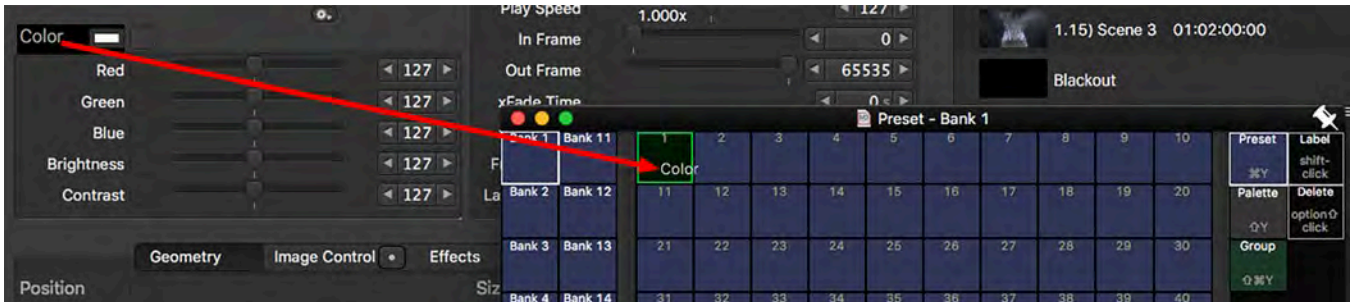 Play Speed 1.000x 127
1.15) Scene 3 01:02:00:00
Color
In Frame 0
Red 127
Out Frame 65535
Blackout
Green 127
xFade Time 0 s
Preset - Bank 1
Blue 127
Bank 1 Bank 11 1 2 3 4 5 6 7 8 9 10 Preset Label
Color
⌘Y shift-click
Brightness 127
Contrast 127
Bank 2 Bank 12 11 12 13 14 15 16 17 18 19 20 Palette Delete
⇧Y option⇧ click
Bank 3 Bank 13 21 22 23 24 25 26 27 28 29 30 Group
⇧⌘Y
Geometry Image Control Effects
Position
Bank 4 Bank 14 31 32 33 34 35 36 37 38 39 40